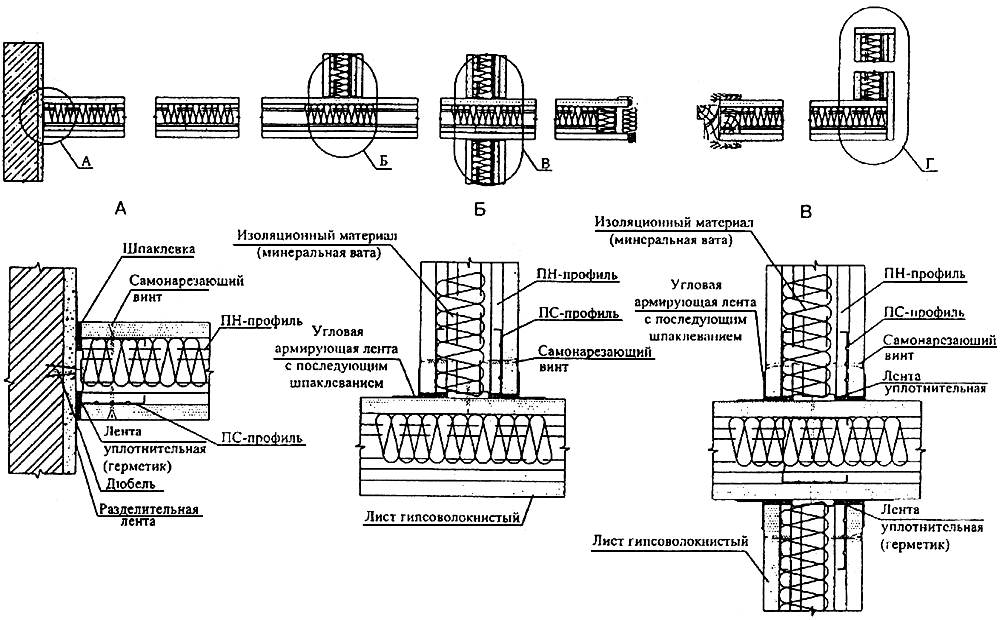 А
Б
В
Г
А
Шпаклевка
Самонарезающий
винт
ПН-профиль
ПС-профиль
Лента
уплотнительная
(герметик)
Дюбель
Разделительная
лента
Б
Изоляционный материал
(минеральная вата)
ПН-профиль
ПС-профиль
Угловая
армирующая лента
с последующим
шпаклеванием
Самонарезающий
винт
Лист гипсоволокнистый
В
Изоляционный материал
(минеральная вата)
ПН-профиль
Угловая
армирующая лента
с последующим
шпаклеванием
ПС-профиль
Самонарезающий
винт
Лента
уплотнительная
Лента
уплотнительная
(герметик)
Лист гипсоволокнистый